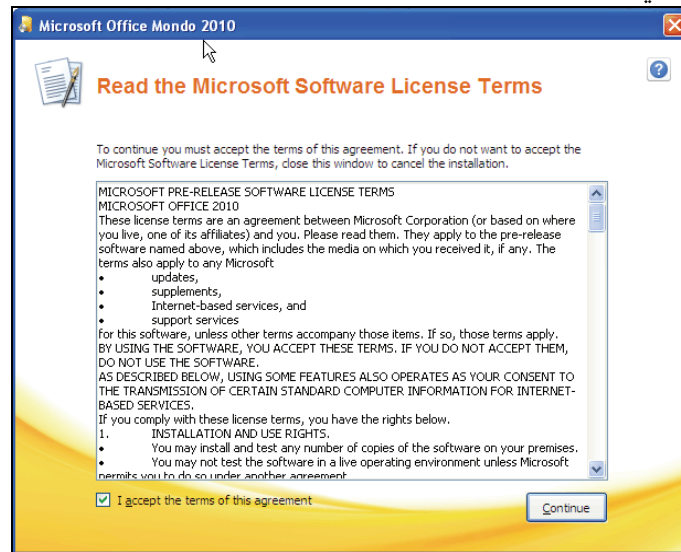 Microsoft Office Mondo 2010
Read the Microsoft Software License Terms
?
To continue you must accept the terms of this agreement. If you do not want to accept the
Microsoft Software License Terms, close this window to cancel the installation.
MICROSOFT PRE-RELEASE SOFTWARE LICENSE TERMS
MICROSOFT OFFICE 2010
These license terms are an agreement between Microsoft Corporation (or based on where
you live, one of its affiliates) and you. Please read them. They apply to the pre-release
software named above, which includes the media on which you received it, if any. The
terms also apply to any Microsoft
• updates,
• supplements,
• Internet-based services, and
• support services
for this software, unless other terms accompany those items. If so, those terms apply.
BY USING THE SOFTWARE, YOU ACCEPT THESE TERMS. IF YOU DO NOT ACCEPT THEM,
DO NOT USE THE SOFTWARE.
AS DESCRIBED BELOW, USING SOME FEATURES ALSO OPERATES AS YOUR CONSENT TO
THE TRANSMISSION OF CERTAIN STANDARD COMPUTER INFORMATION FOR INTERNET-
BASED SERVICES.
If you comply with these license terms, you have the rights below.
1. INSTALLATION AND USE RIGHTS.
• You may install and test any number of copies of the software on your premises.
• You may not test the software in a live operating environment unless Microsoft
permits you to do so under another agreement
I accept the terms of this agreement
Continue